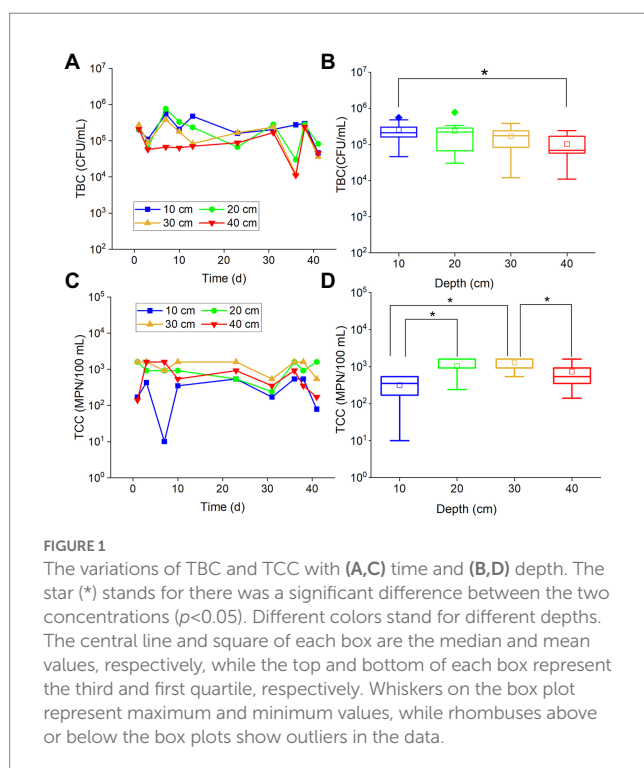 A
B
10⁷
10⁶
10⁵
10⁴
10³
10²
TBC (CFU/mL)
10 cm 20 cm
30 cm 40 cm
0 10 20 30 40
Time (d)
10⁷
10⁶
10⁵
10⁴
10³
10²
TBC(CFU/mL)
*
10 20 30 40
Depth (cm)
C
D
10⁵
10⁴
10³
10²
10¹
10⁰
TCC (MPN/100 mL)
10 cm 20 cm
30 cm 40 cm
0 10 20 30 40
Time (d)
10⁵
10⁴
10³
10²
10¹
10⁰
TCC (MPN/100 mL)
* * *
10 20 30 40
Depth (cm)
FIGURE 1
The variations of TBC and TCC with (A,C) time and (B,D) depth. The
star (*) stands for there was a significant difference between the two
concentrations (p<0.05). Different colors stand for different depths.
The central line and square of each box are the median and mean
values, respectively, while the top and bottom of each box represent
the third and first quartile, respectively. Whiskers on the box plot
represent maximum and minimum values, while rhombuses above
or below the box plots show outliers in the data.